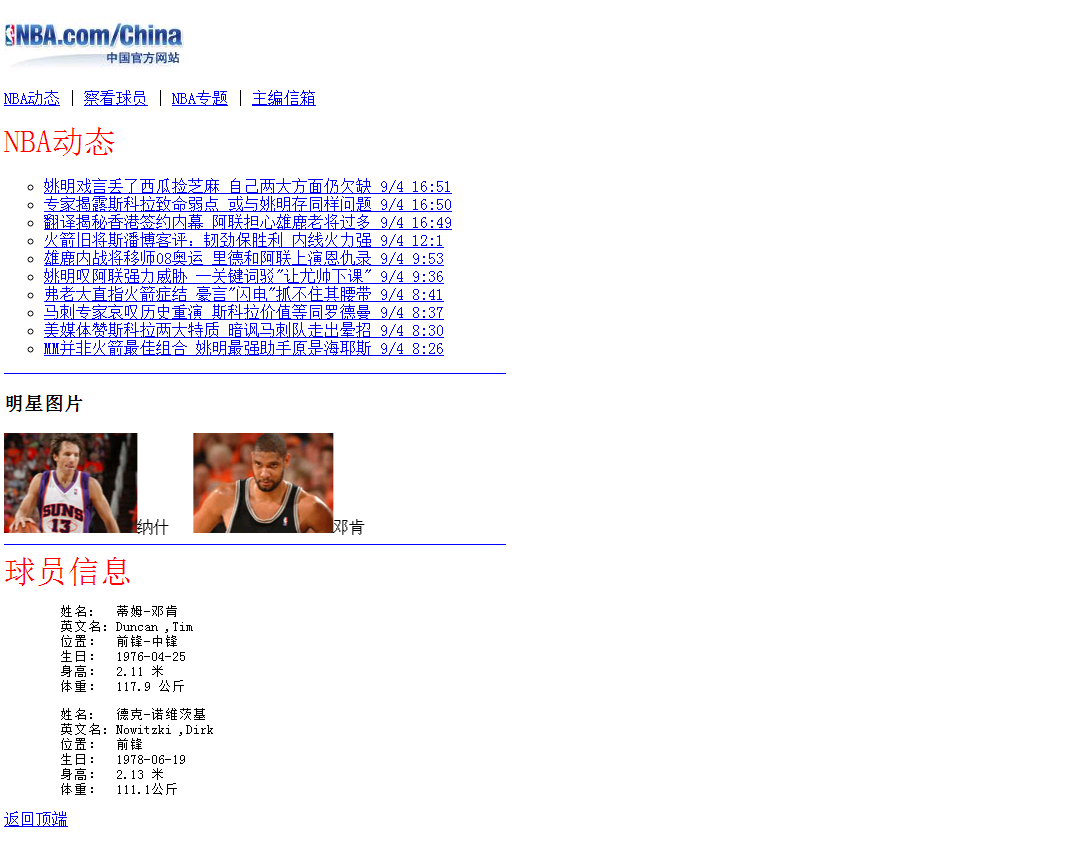 NBA.com/China
中国官方网站
NBA动态 | 察看球员 | NBA专题 | 主编信箱
NBA动态
姚明戏言丢了西瓜捡芝麻 自己两大方面仍欠缺 9/4 16:51
专家揭露斯科拉致命弱点 或与姚明存同样问题 9/4 16:50
翻译揭秘香港签约内幕 阿联担心雄鹿老将过多 9/4 16:49
火箭旧将斯潘博客评：韧劲保胜利 内线火力强 9/4 12:1
雄鹿内战将移师08奥运 里德和阿联上演恩仇录 9/4 9:53
姚明叹阿联强力威胁 一关键词驳"让尤帅下课" 9/4 9:36
弗老大直指火箭症结 豪言"闪电"抓不住其腰带 9/4 8:41
马刺专家哀叹历史重演 斯科拉价值等同罗德曼 9/4 8:37
美媒体赞斯科拉两大特质 暗讽马刺队走出晕招 9/4 8:30
MM并非火箭最佳组合 姚明最强助手原是海耶斯 9/4 8:26
明星图片
SUNS
13
纳什 邓肯
球员信息
姓名： 蒂姆-邓肯
英文名：Duncan ,Tim
位置： 前锋-中锋
生日： 1976-04-25
身高： 2.11 米
体重： 117.9 公斤
姓名： 德克-诺维茨基
英文名：Nowitzki ,Dirk
位置： 前锋
生日： 1978-06-19
身高： 2.13 米
体重： 111.1公斤
返回顶端